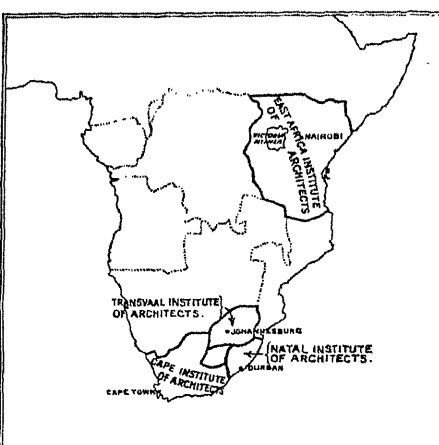 EAST AFRICA INSTITUTE
OF ARCHITECTS
VICTORIA
NYANZA
NAIROBI
TRANSVAAL INSTITUTE
OF ARCHITECTS.
JOHANNESBURG
NATAL INSTITUTE
OF ARCHITECTS.
DURBAN
CAPE INSTITUTE
OF ARCHITECTS
CAPE TOWN